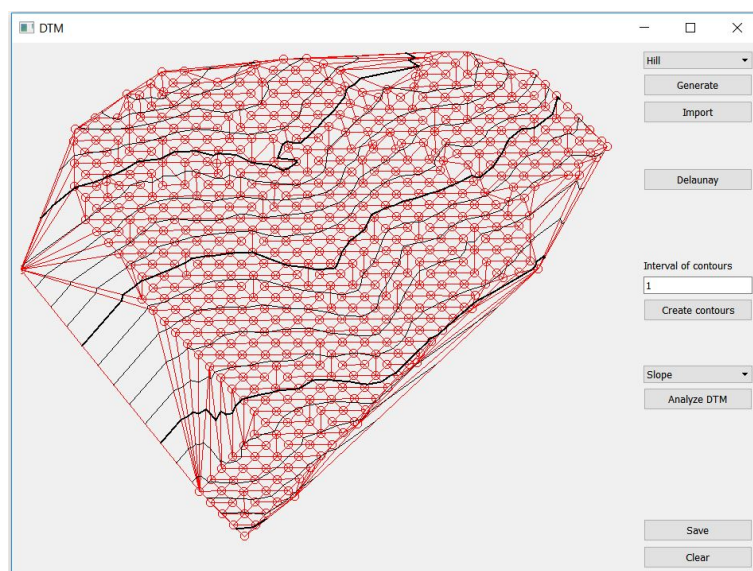 DTM
Hill
Generate
Import
Delaunay
Interval of contours
1
Create contours
Slope
Analyze DTM
Save
Clear